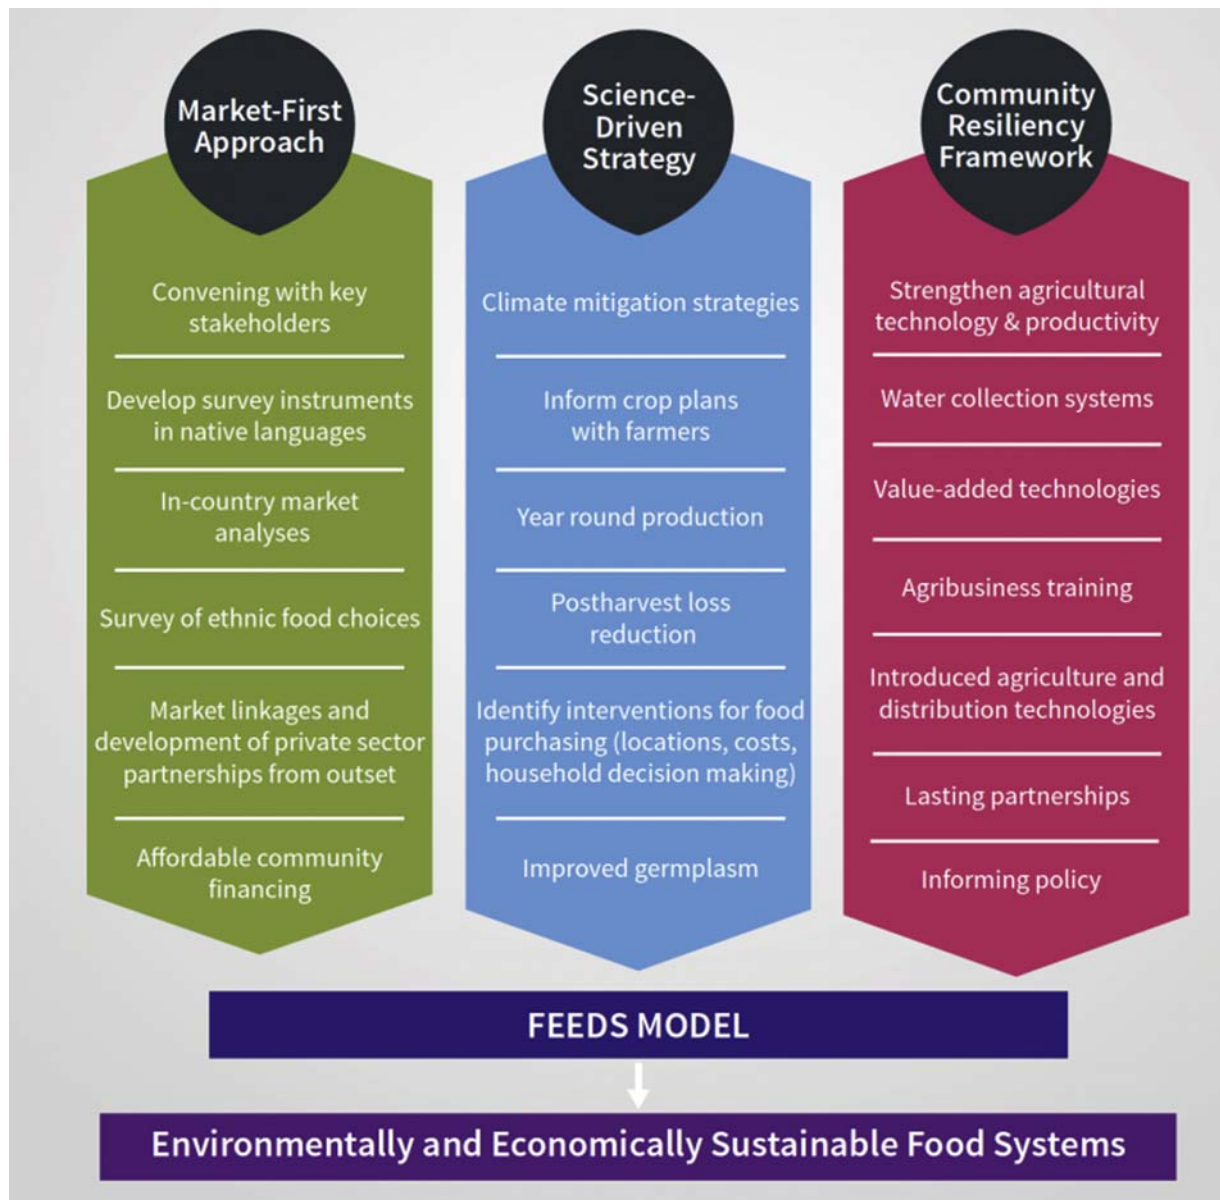 Market-First
Approach
Convening with key
stakeholders
Develop survey instruments
in native languages
In-country market
analyses
Survey of ethnic food choices
Market linkages and
development of private sector
partnerships from outset
Affordable community
financing
Science-
Driven
Strategy
Climate mitigation strategies
Inform crop plans
with farmers
Year round production
Postharvest loss
reduction
Identify interventions for food
purchasing (locations, costs,
household decision making)
Improved germplasm
Community
Resiliency
Framework
Strengthen agricultural
technology & productivity
Water collection systems
Value-added technologies
Agribusiness training
Introduced agriculture and
distribution technologies
Lasting partnerships
Informing policy
FEEDS MODEL
Environmentally and Economically Sustainable Food Systems